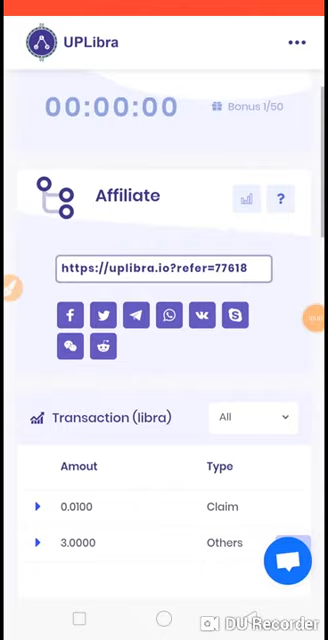 UPLibra
00:00:00
Bonus 1/50
Affiliate
?
https://uplibra.io?refer=77618
Transaction (libra)
All
Amout
Type
0.0100
Claim
3.0000
Others
DU Recorder